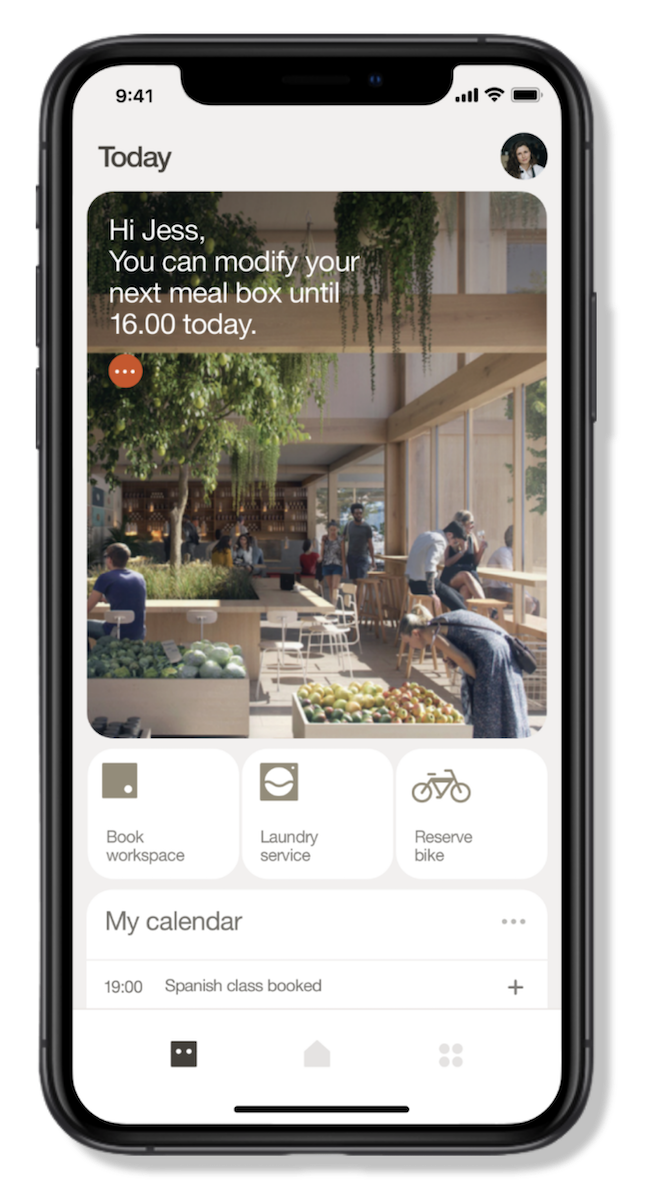 9:41
Today
Hi Jess,
You can modify your
next meal box until
16.00 today.
Book
workspace
Laundry
service
Reserve
bike
My calendar
19:00 Spanish class booked